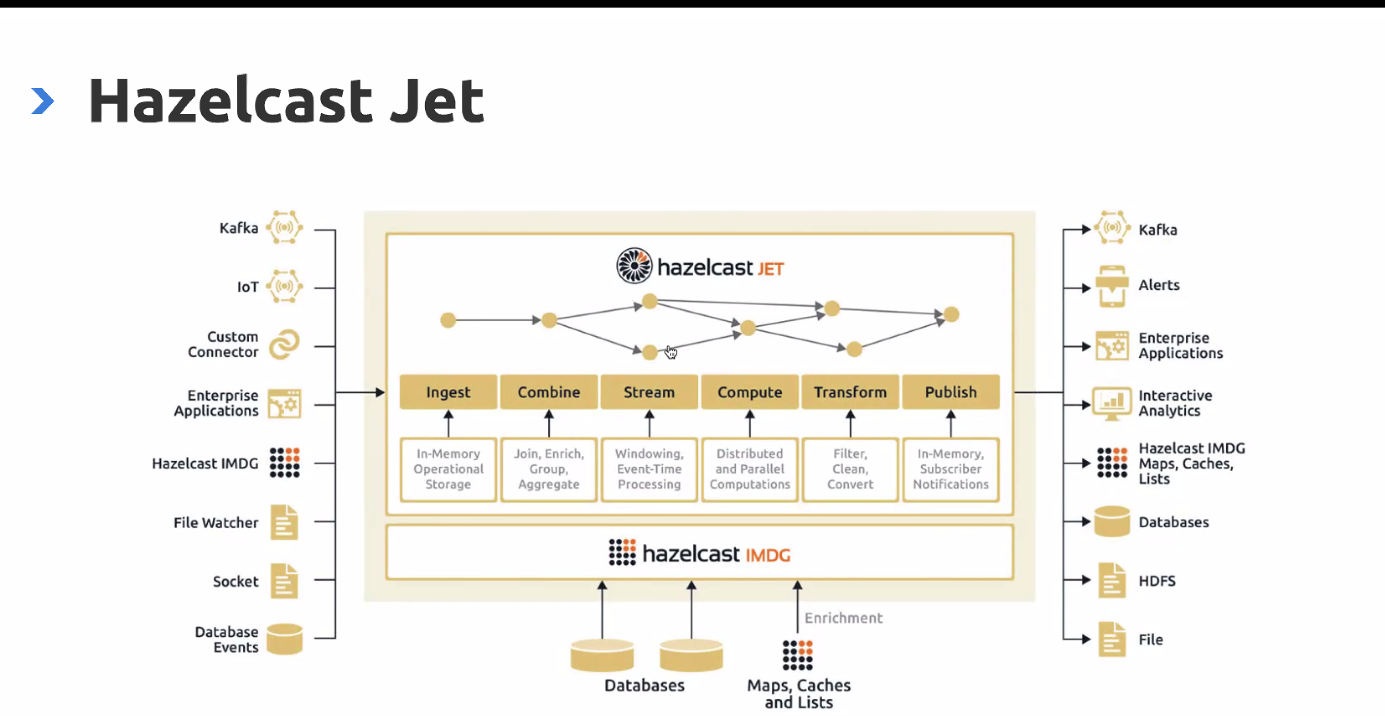 Hazelcast Jet
Kafka
IoT
Custom
Connector
Enterprise
Applications
Hazelcast IMDG
File Watcher
Socket
Database
Events
hazelcast JET
Ingest
Combine
Stream
Compute
Transform
Publish
In-Memory
Operational
Storage
Join, Enrich,
Group,
Aggregate
Windowing,
Event-Time
Processing
Distributed
and Parallel
Computations
Filter,
Clean,
Convert
In-Memory,
Subscriber
Notifications
hazelcast IMDG
Enrichment
Databases
Maps, Caches
and Lists
Kafka
Alerts
Enterprise
Applications
Interactive
Analytics
Hazelcast IMDG
Maps, Caches,
Lists
Databases
HDFS
File